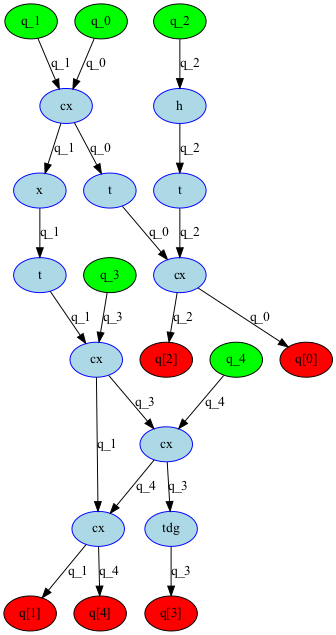 q_1 q_0 q_2
q_1 q_0 q_2
cx h
q_1 q_0 q_2
x t t
q_1 q_0 q_2
t q_3 cx
q_1 q_3 q_2 q_0
cx q[2] q_4 q[0]
q_3 q_4
q_1 cx
q_4 q_3
cx tdg
q_1 q_4 q_3
q[1] q[4] q[3]